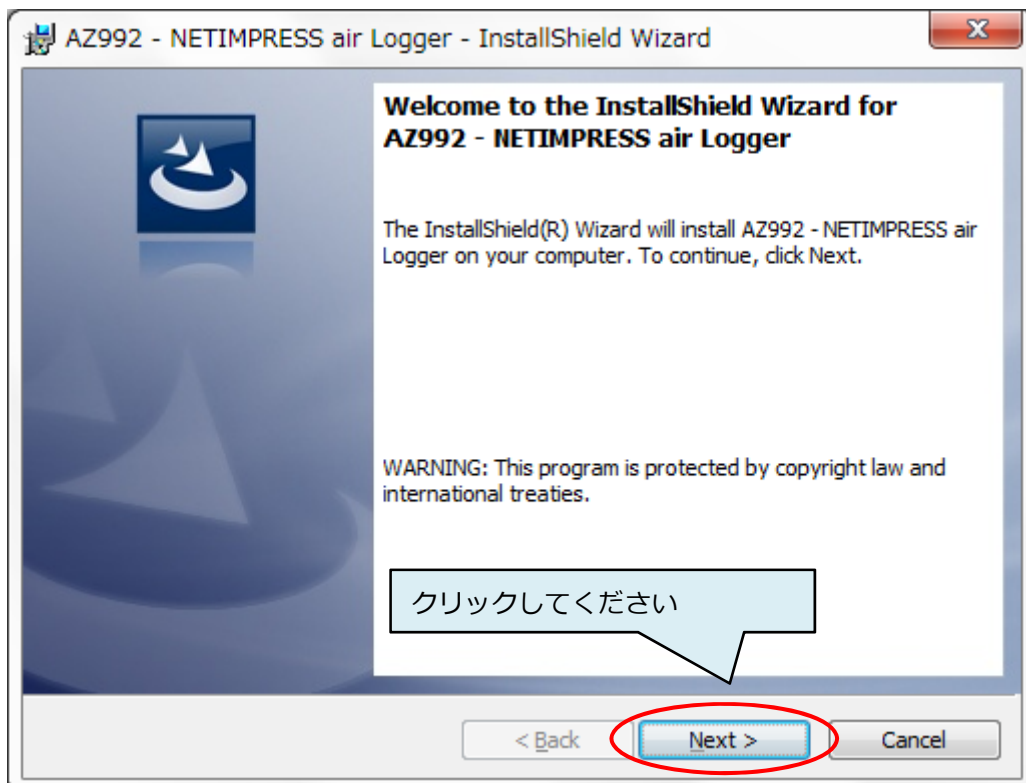 AZ992 - NETIMPRESS air Logger - InstallShield Wizard
Welcome to the InstallShield Wizard for
AZ992 - NETIMPRESS air Logger
The InstallShield(R) Wizard will install AZ992 - NETIMPRESS air
Logger on your computer. To continue, click Next.
WARNING: This program is protected by copyright law and
international treaties.
クリックしてください
< Back
Next >
Cancel